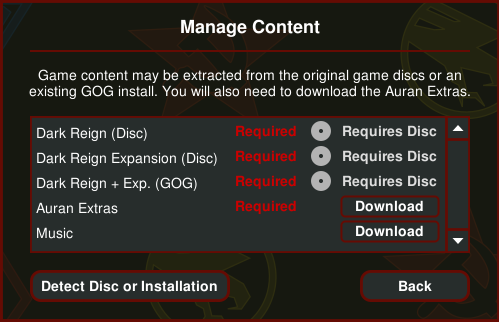 Manage Content
Game content may be extracted from the original game discs or an
existing GOG install. You will also need to download the Auran Extras.
Dark Reign (Disc) Required Requires Disc
Dark Reign Expansion (Disc) Required Requires Disc
Dark Reign + Exp. (GOG) Required Requires Disc
Auran Extras Required Download
Music Download
Detect Disc or Installation Back